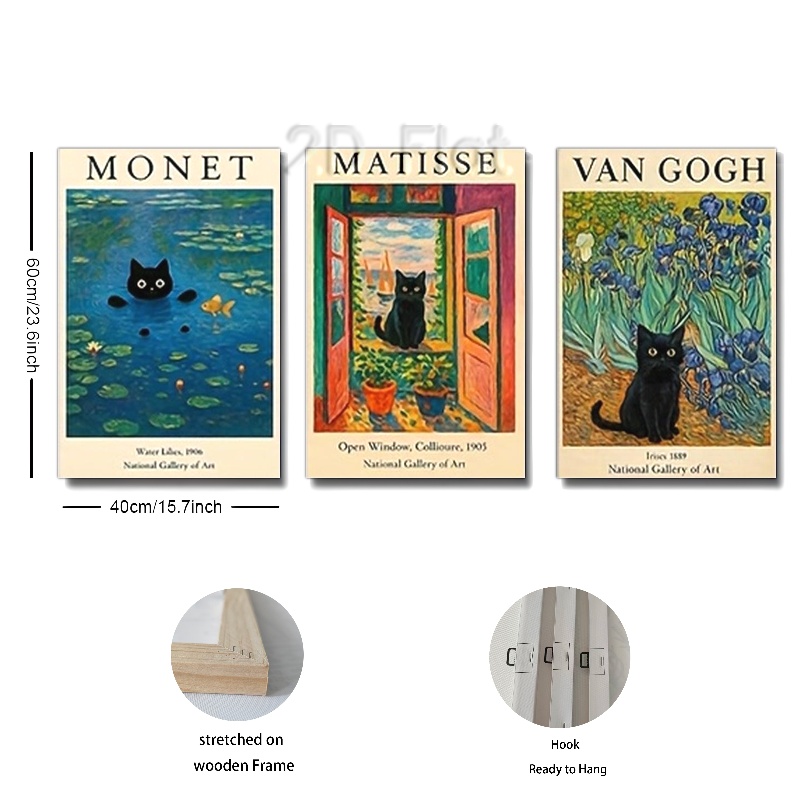 2D Flat
MONET
MATISSE
VAN GOGH
60cm/23.6inch
Water Lilies, 1906
National Gallery of Art
Open Window, Collioure, 1905
National Gallery of Art
Irises 1889
National Gallery of Art
40cm/15.7inch
stretched on
wooden Frame
Hook
Ready to Hang